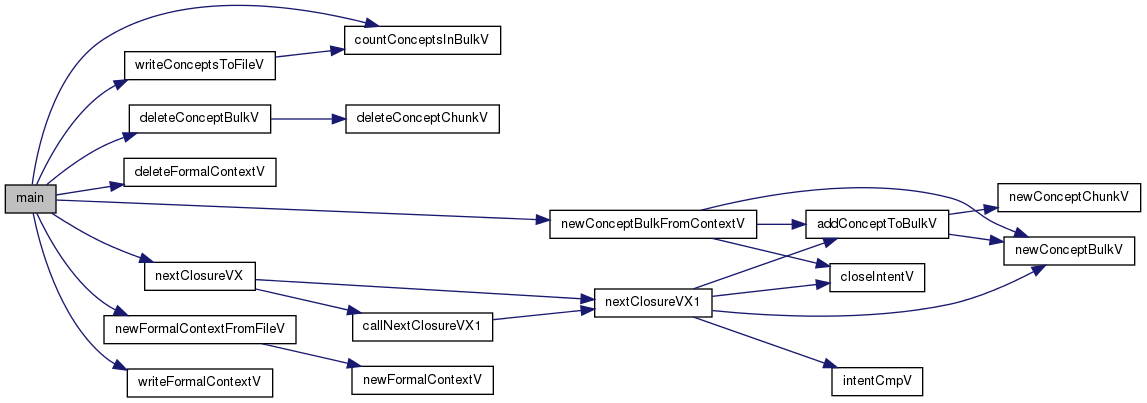 main
countConceptsInBulkV
writeConceptsToFileV
deleteConceptBulkV
deleteConceptChunkV
deleteFormalContextV
newConceptBulkFromContextV
addConceptToBulkV
newConceptChunkV
newConceptBulkV
closeIntentV
nextClosureVX
nextClosureVX1
newFormalContextFromFileV
callNextClosureVX1
writeFormalContextV
newFormalContextV
intentCmpV